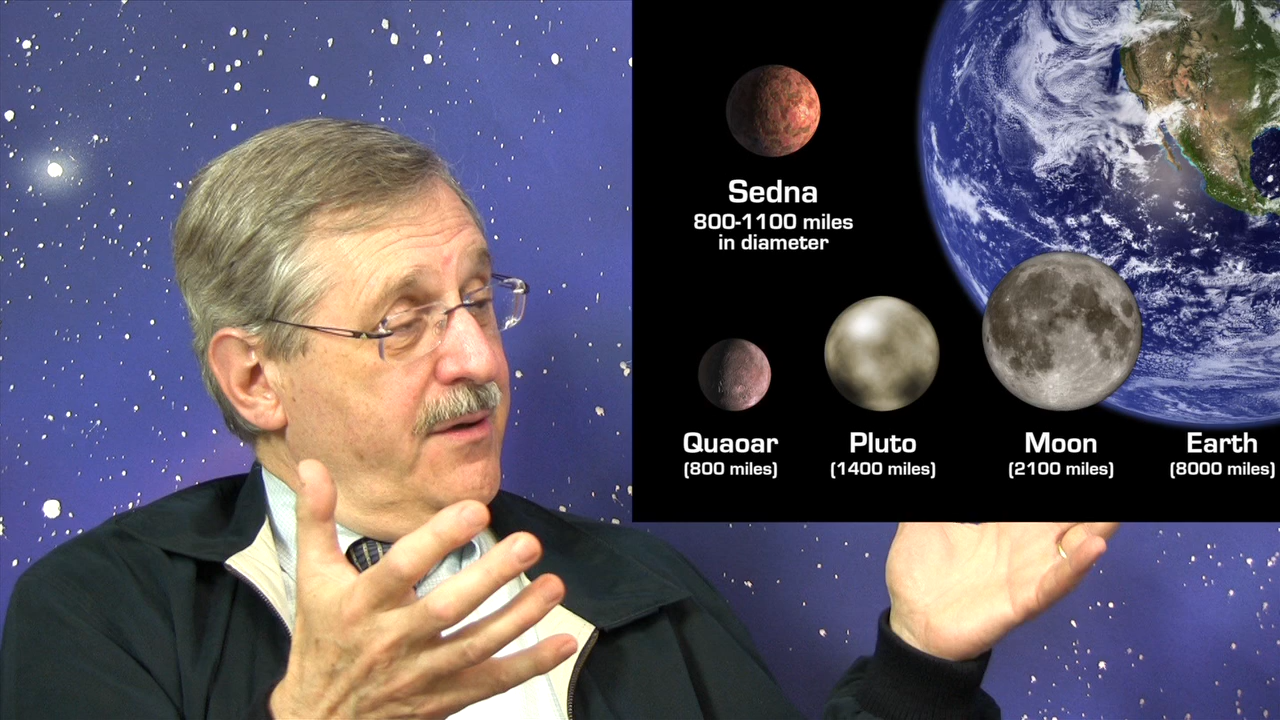 Sedna
800-1100 miles
in diameter
Quaoar
(800 miles)
Pluto
(1400 miles)
Moon
(2100 miles)
Earth
(8000 miles)